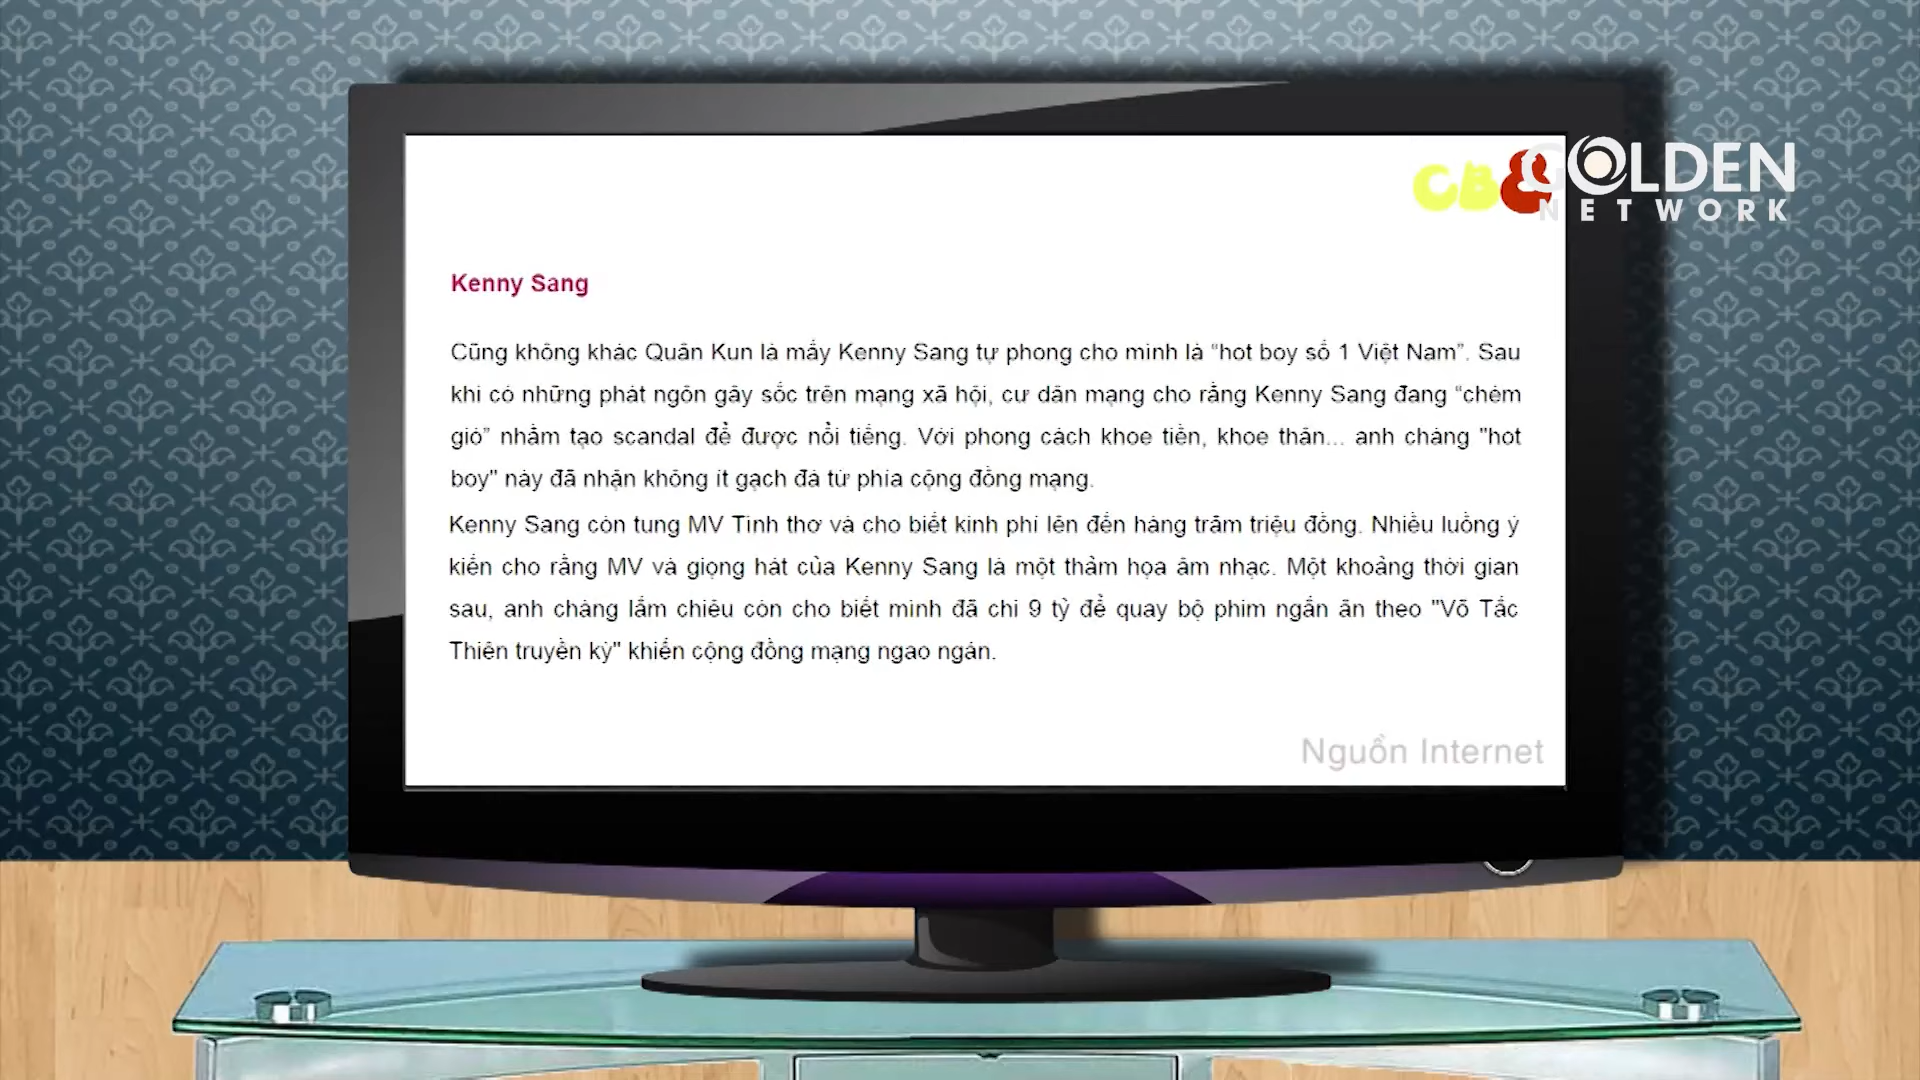 CB&
GOLDEN
NETWORK
Kenny Sang
Cũng không khác Quân Kun là mấy Kenny Sang tự phong cho mình là “hot boy số 1 Việt Nam”. Sau
khi có những phát ngôn gây sốc trên mạng xã hội, cư dân mạng cho rằng Kenny Sang đang “chém
gió” nhằm tạo scandal để được nổi tiếng. Với phong cách khoe tiền, khoe thân... anh chàng "hot
boy" này đã nhận không ít gạch đá từ phía cộng đồng mạng.
Kenny Sang còn tung MV Tình thơ và cho biết kinh phí lên đến hàng trăm triệu đồng. Nhiều luồng ý
kiến cho rằng MV và giọng hát của Kenny Sang là một thảm họa âm nhạc. Một khoảng thời gian
sau, anh chàng lắm chiêu còn cho biết mình đã chi 9 tỷ để quay bộ phim ngắn ăn theo "Võ Tắc
Thiên truyền kỳ" khiến cộng đồng mạng ngao ngán.
Nguồn Internet